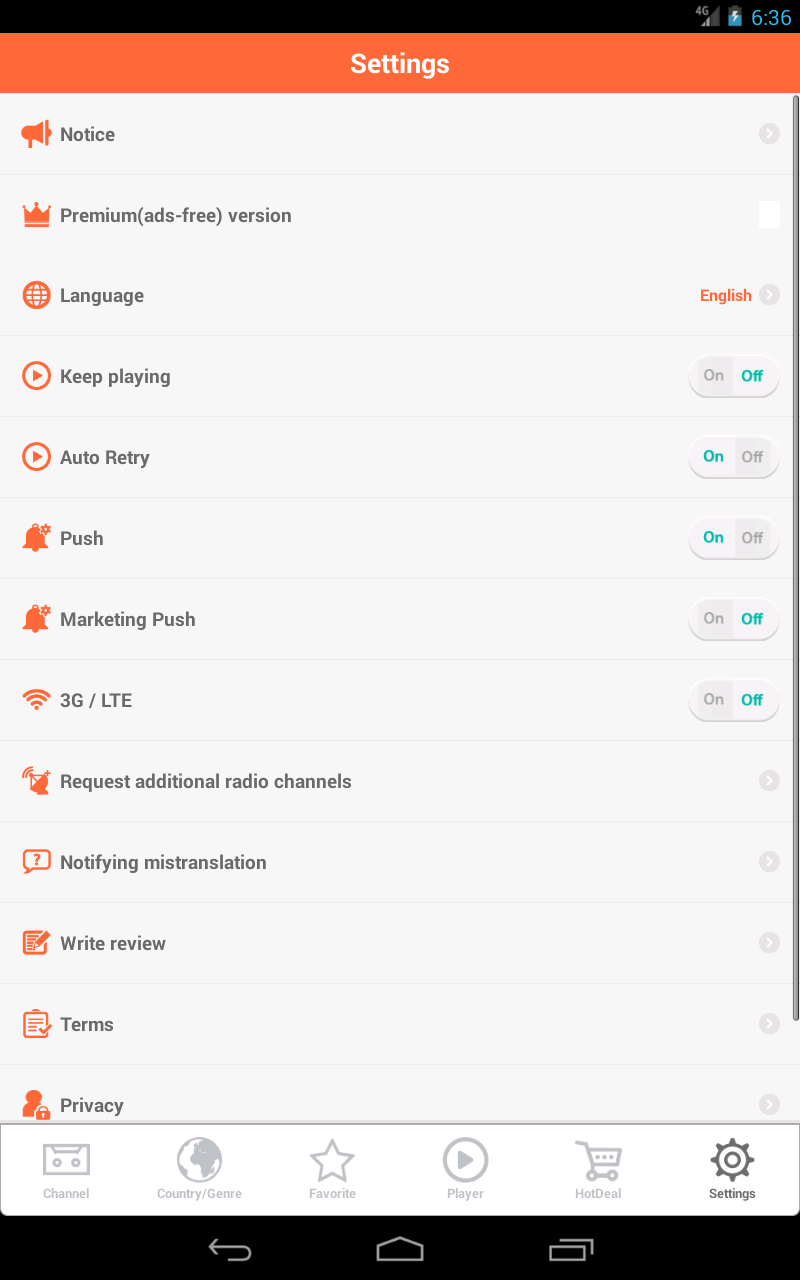 4G 6:36
Settings
Notice
Premium(ads-free) version
Language English
Keep playing On Off
Auto Retry On Off
Push On Off
Marketing Push On Off
3G / LTE On Off
Request additional radio channels
Notifying mistranslation
?
Write review
Terms
Privacy
Channel Country/Genre Favorite Player HotDeal Settings